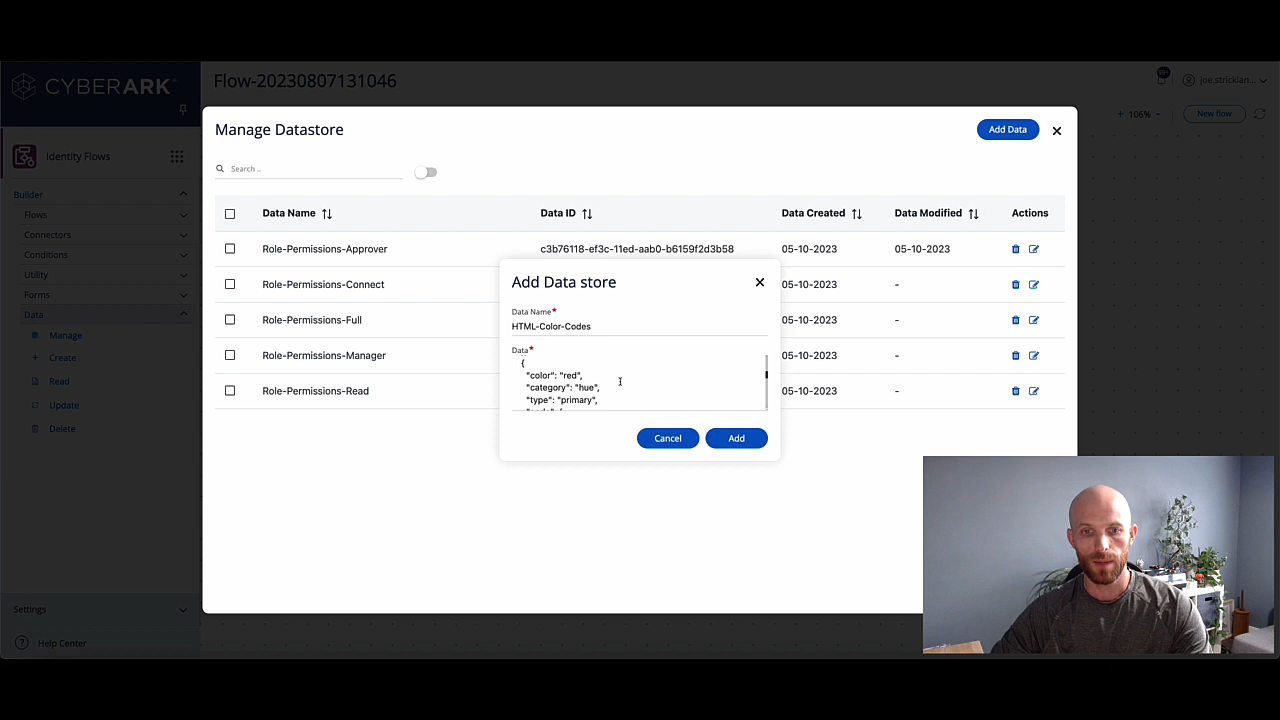 CYBERARK
Flow-20230807131046
joe.stricklan...
Identity Flows
106%
New flow
Builder
Flows
Connectors
Conditions
Utility
Forms
Data
Manage
Create
Read
Update
Delete
Settings
Help Center
Manage Datastore
Add Data
Search ..
Data Name
Data ID
Data Created
Data Modified
Actions
Role-Permissions-Approver
c3b76118-ef3c-11ed-aab0-b6159f2d3b58
05-10-2023
05-10-2023
Role-Permissions-Connect
05-10-2023
-
Role-Permissions-Full
05-10-2023
-
Role-Permissions-Manager
05-10-2023
-
Role-Permissions-Read
05-10-2023
-
Add Data store
Data Name*
HTML-Color-Codes
Data*
{
"color": "red",
"category": "hue",
"type": "primary",
Cancel
Add